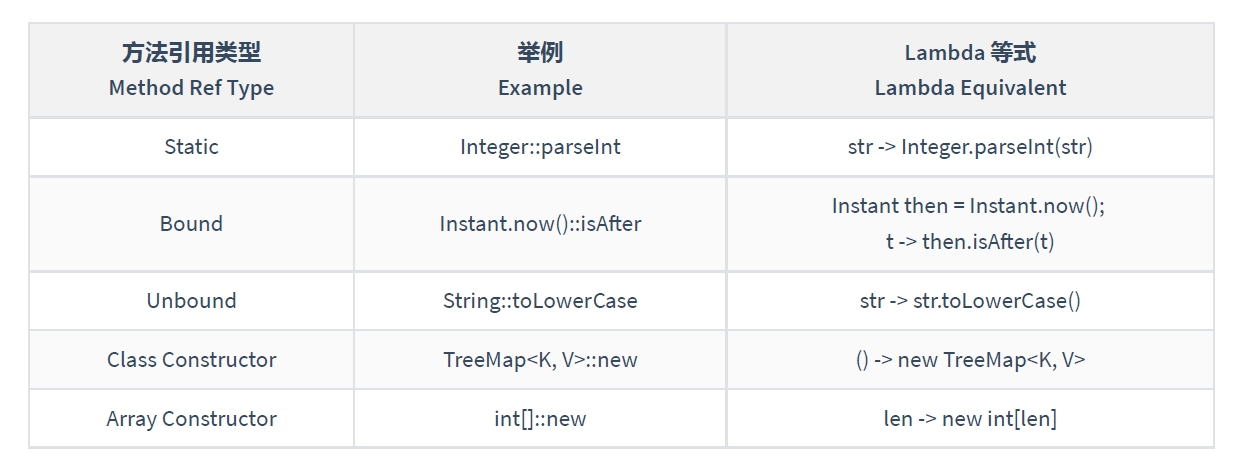 方法引用类型 举例 Lambda 等式
Method Ref Type Example Lambda Equivalent
Static Integer::parseInt str -> Integer.parseInt(str)
Bound Instant.now()::isAfter Instant then = Instant.now();
t -> then.isAfter(t)
Unbound String::toLowerCase str -> str.toLowerCase()
Class Constructor TreeMap<K, V>::new () -> new TreeMap<K, V>
Array Constructor int[]::new len -> new int[len]